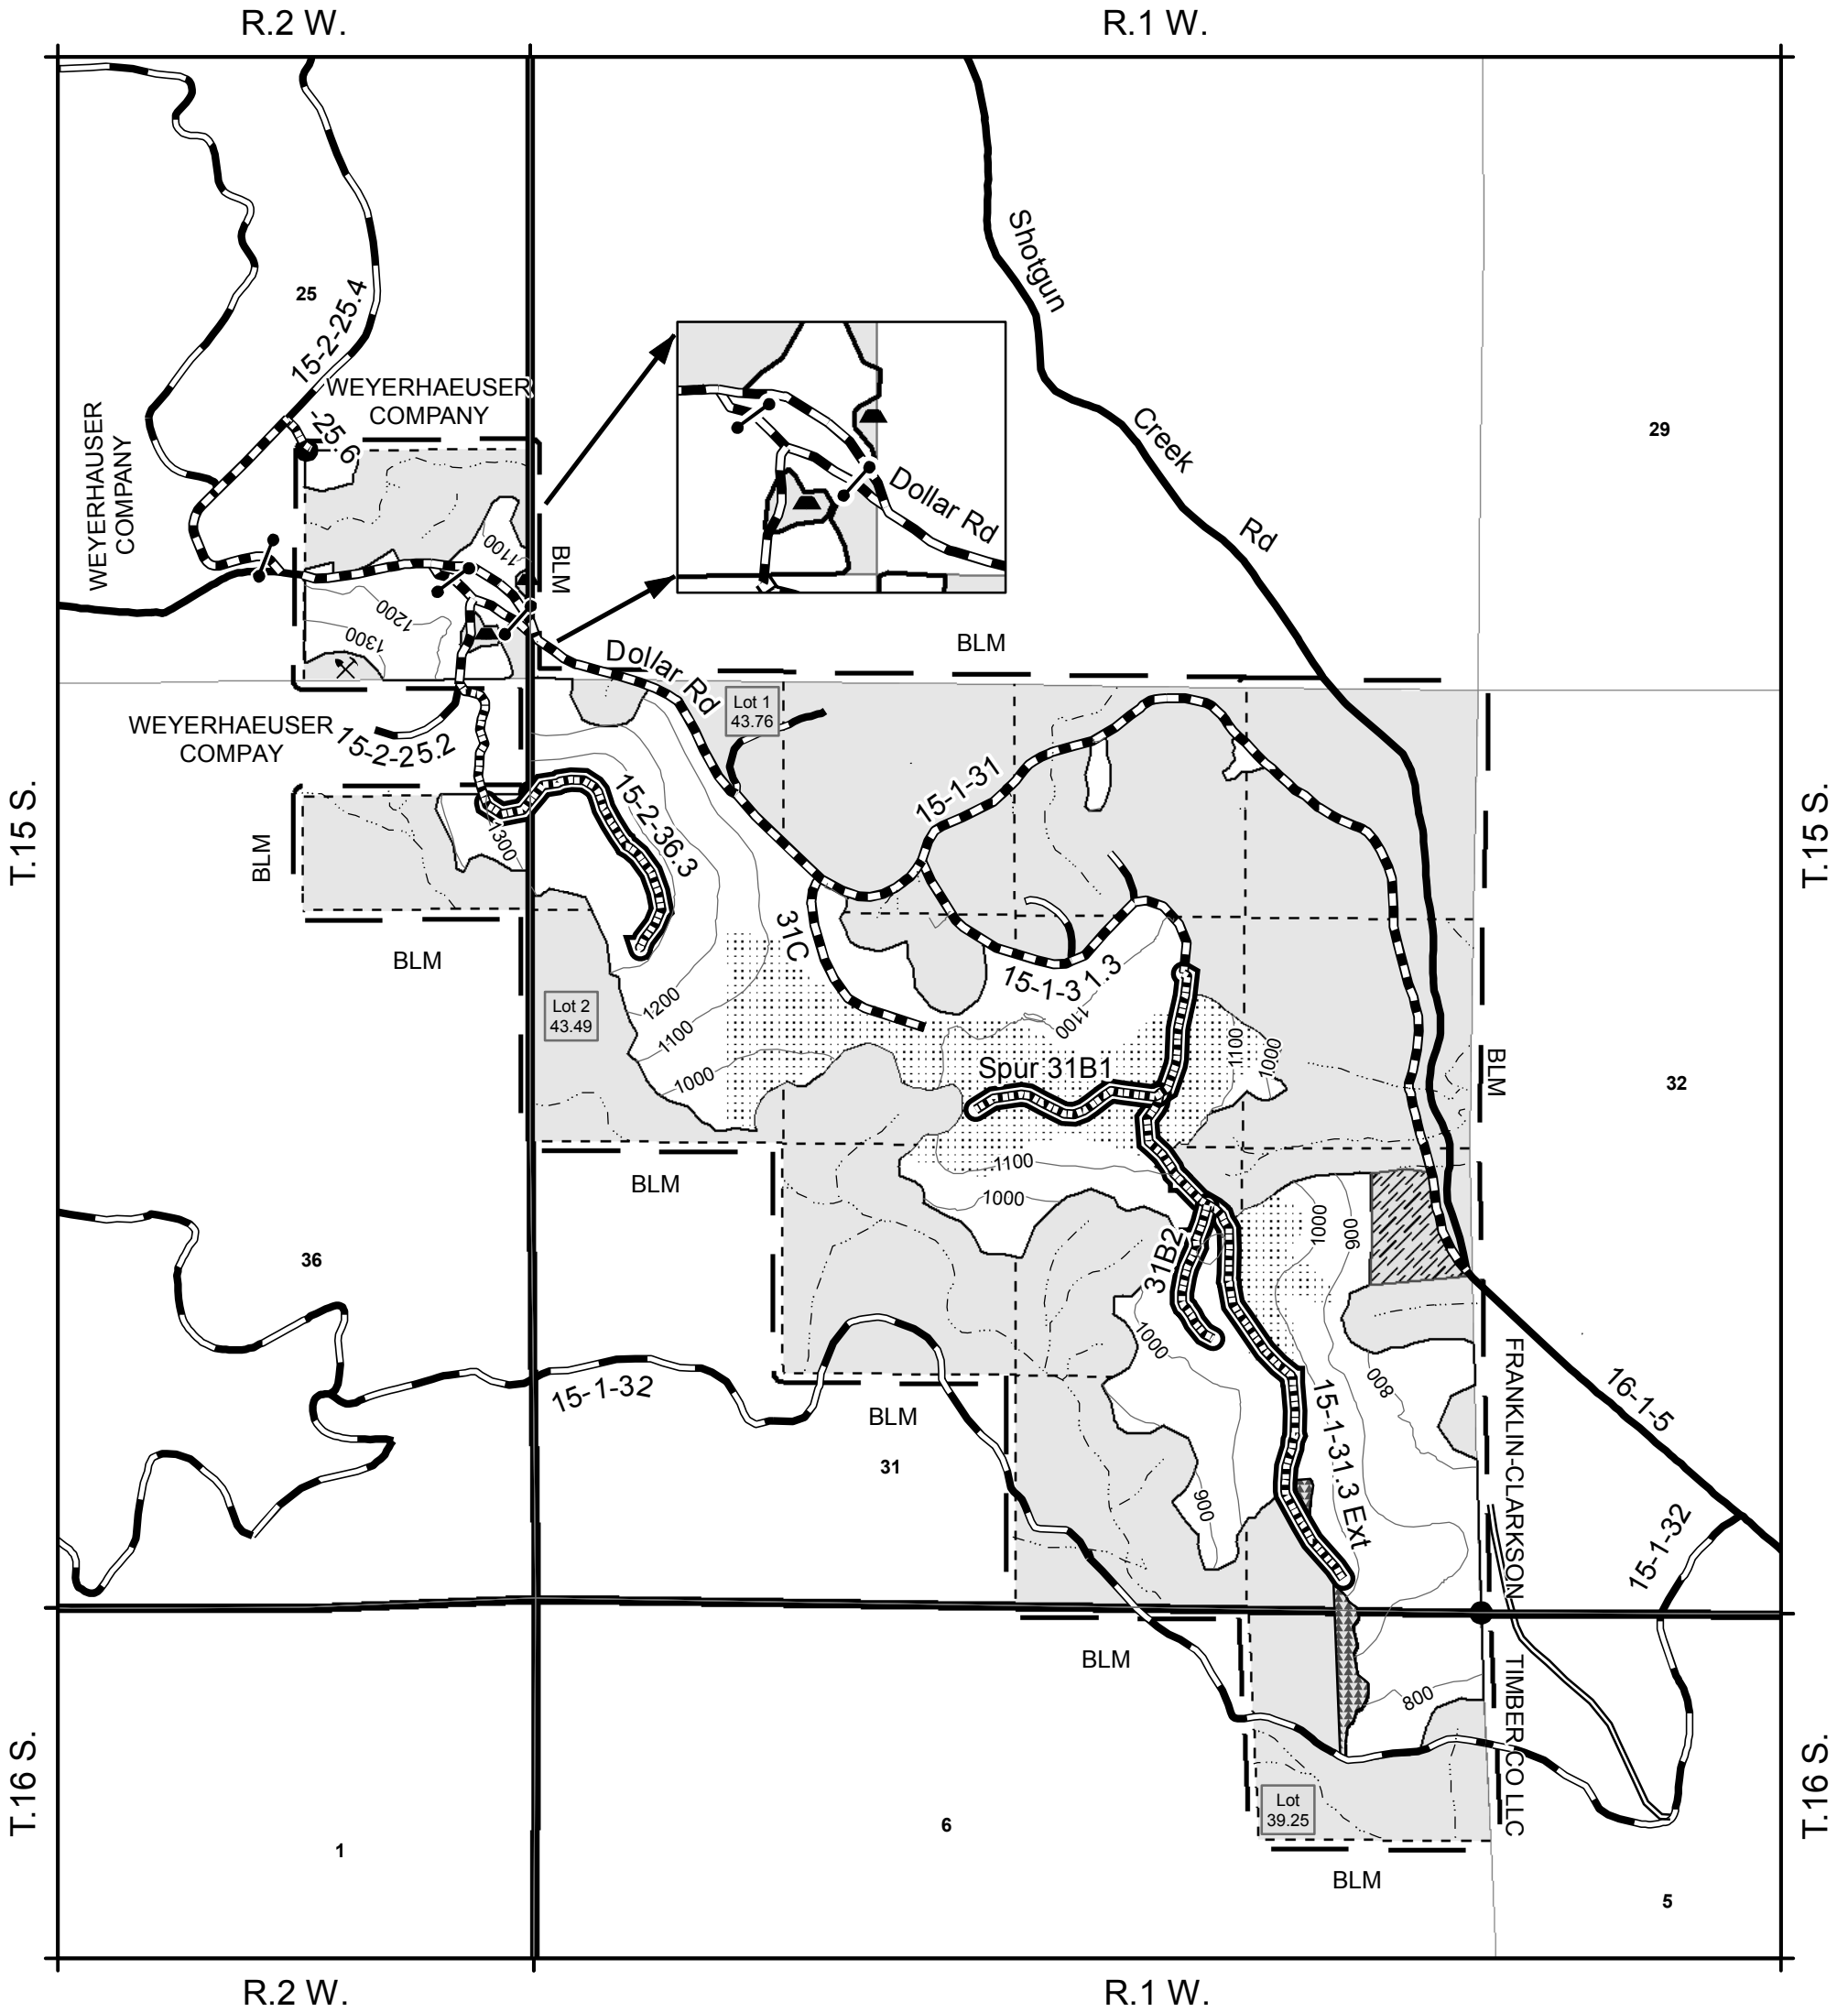 R.2 W.
R.1 W.
Shotgun
Creek
Rd
25
15-2-25.4
29
WEYERHAEUSER
COMPANY
WEYERHAUSER
COMPANY
-25.6
Dollar Rd
BLM
1100
1200
1300
BLM
Dollar Rd
Lot 1
43.76
WEYERHAEUSER
COMPAY
15-2-25.2
15-2-36.3
15-1-31
T.15 S.
T.15 S.
1300
BLM
BLM
31C
15-1-31.3
Lot 2
43.49
1200
1100
1000
1100
1100
1000
Spur 31B1
BLM
32
1100
1000
BLM
36
31B2
1000
900
1000
800
15-1-32
BLM
31
900
15-1-31.3 Ext
FRANKLIN-CLARKSON
TIMBER CO LLC
16-1-5
15-1-32
BLM
800
T.16 S.
T.16 S.
Lot
39.25
6
1
BLM
5
R.2 W.
R.1 W.